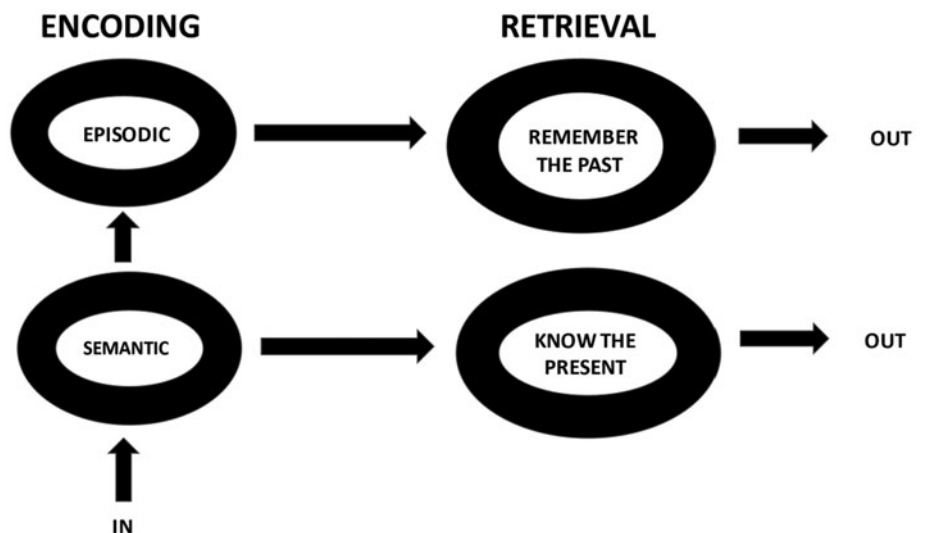 ENCODING
RETRIEVAL
EPISODIC
REMEMBER
THE PAST
OUT
SEMANTIC
KNOW THE
PRESENT
OUT
IN